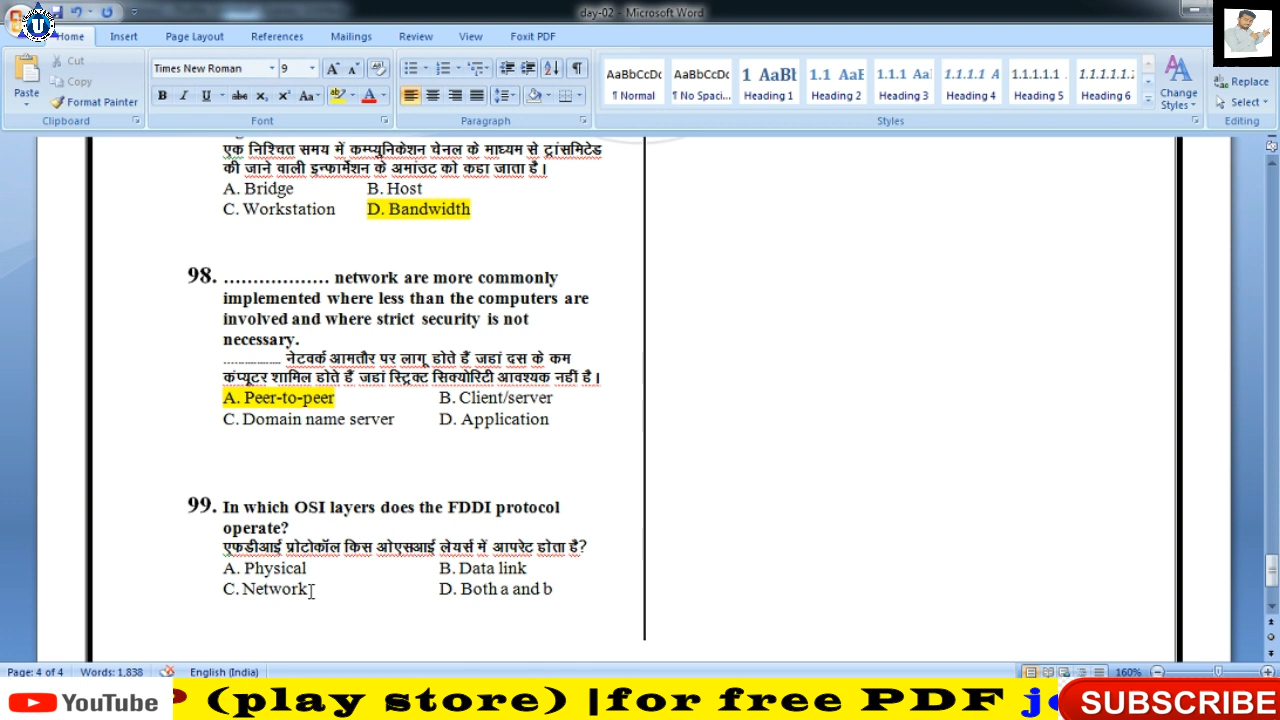 day-02 - Microsoft Word
Home Insert Page Layout References Mailings Review View Foxit PDF
Paste
Cut
Copy
Format Painter
Clipboard
Times New Roman 9
Font
Paragraph
AaBbCcDc AaBbCcDc 1 AaBl 1.1 AaE 1.1.1 Aa 1.1.1.1 A 1.1.1.1.1 1.1.1.1.1.
¶ Normal ¶ No Spaci... Heading 1 Heading 2 Heading 3 Heading 4 Heading 5 Heading 6
Change Styles
Styles
Replace
Select
Editing
एक निश्चित समय में कम्प्युनिकेशन चेनल के माध्यम से ट्रांसमिटेड
की जाने वाली इन्फार्मेशन के अमांउट को कहा जाता है।
A. Bridge B. Host
C. Workstation D. Bandwidth
98. .................. network are more commonly
implemented where less than the computers are
involved and where strict security is not
necessary.
.................. नेटवर्क आमतौर पर लागू होते हैं जहां दस के कम
कंप्यूटर शामिल होते हैं जहां स्ट्रिक्ट सिक्योरिटी आवश्यक नहीं है।
A. Peer-to-peer B. Client/server
C. Domain name server D. Application
99. In which OSI layers does the FDDI protocol
operate?
एफडीआई प्रोटोकॉल किस ओएसआई लेयर्स में आपरेट होता है?
A. Physical B. Data link
C. Network D. Both a and b
Page: 4 of 4 Words: 1,838 English (India) 160%
YouTube P (play store) |for free PDF jo SUBSCRIBE